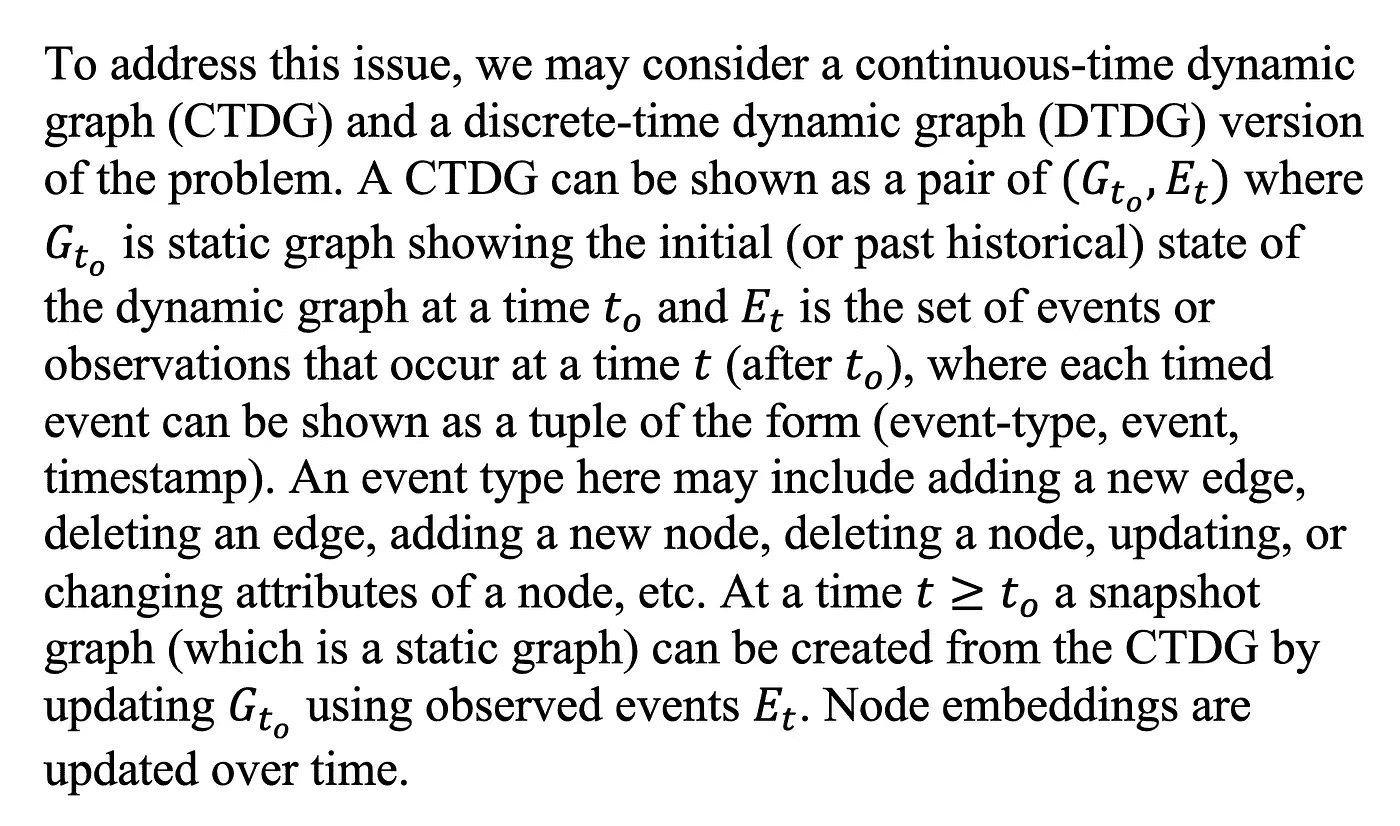 To address this issue, we may consider a continuous-time dynamic
graph (CTDG) and a discrete-time dynamic graph (DTDG) version
of the problem. A CTDG can be shown as a pair of (G_{t_o}, E_t) where
G_{t_o} is static graph showing the initial (or past historical) state of
the dynamic graph at a time t_o and E_t is the set of events or
observations that occur at a time t (after t_o), where each timed
event can be shown as a tuple of the form (event-type, event,
timestamp). An event type here may include adding a new edge,
deleting an edge, adding a new node, deleting a node, updating, or
changing attributes of a node, etc. At a time t ≥ t_o a snapshot
graph (which is a static graph) can be created from the CTDG by
updating G_{t_o} using observed events E_t. Node embeddings are
updated over time.